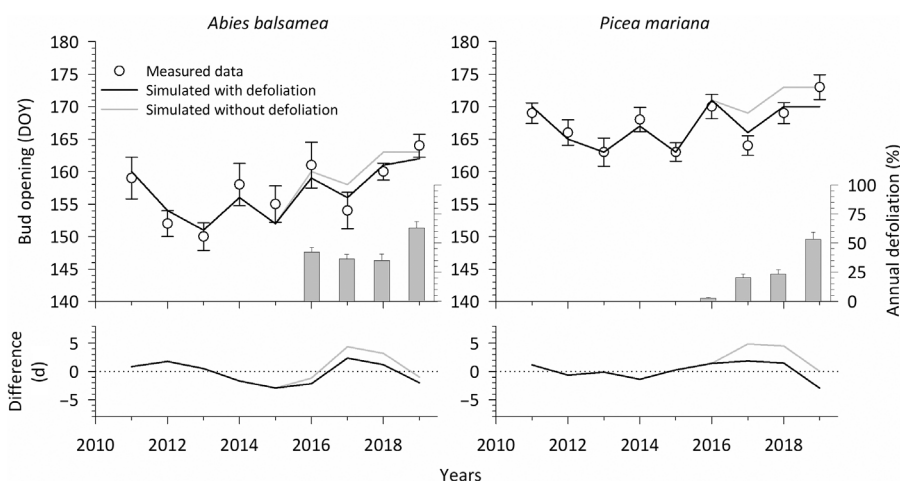 Abies balsamea
Picea mariana
180
175
170
165
160
155
150
145
140
Bud opening (DOY)
Measured data
Simulated with defoliation
Simulated without defoliation
180
175
170
165
160
155
150
145
140
100
75
50
25
0
Annual defoliation (%)
5
0
−5
Difference
(d)
5
0
−5
2010 2012 2014 2016 2018
2010 2012 2014 2016 2018
Years